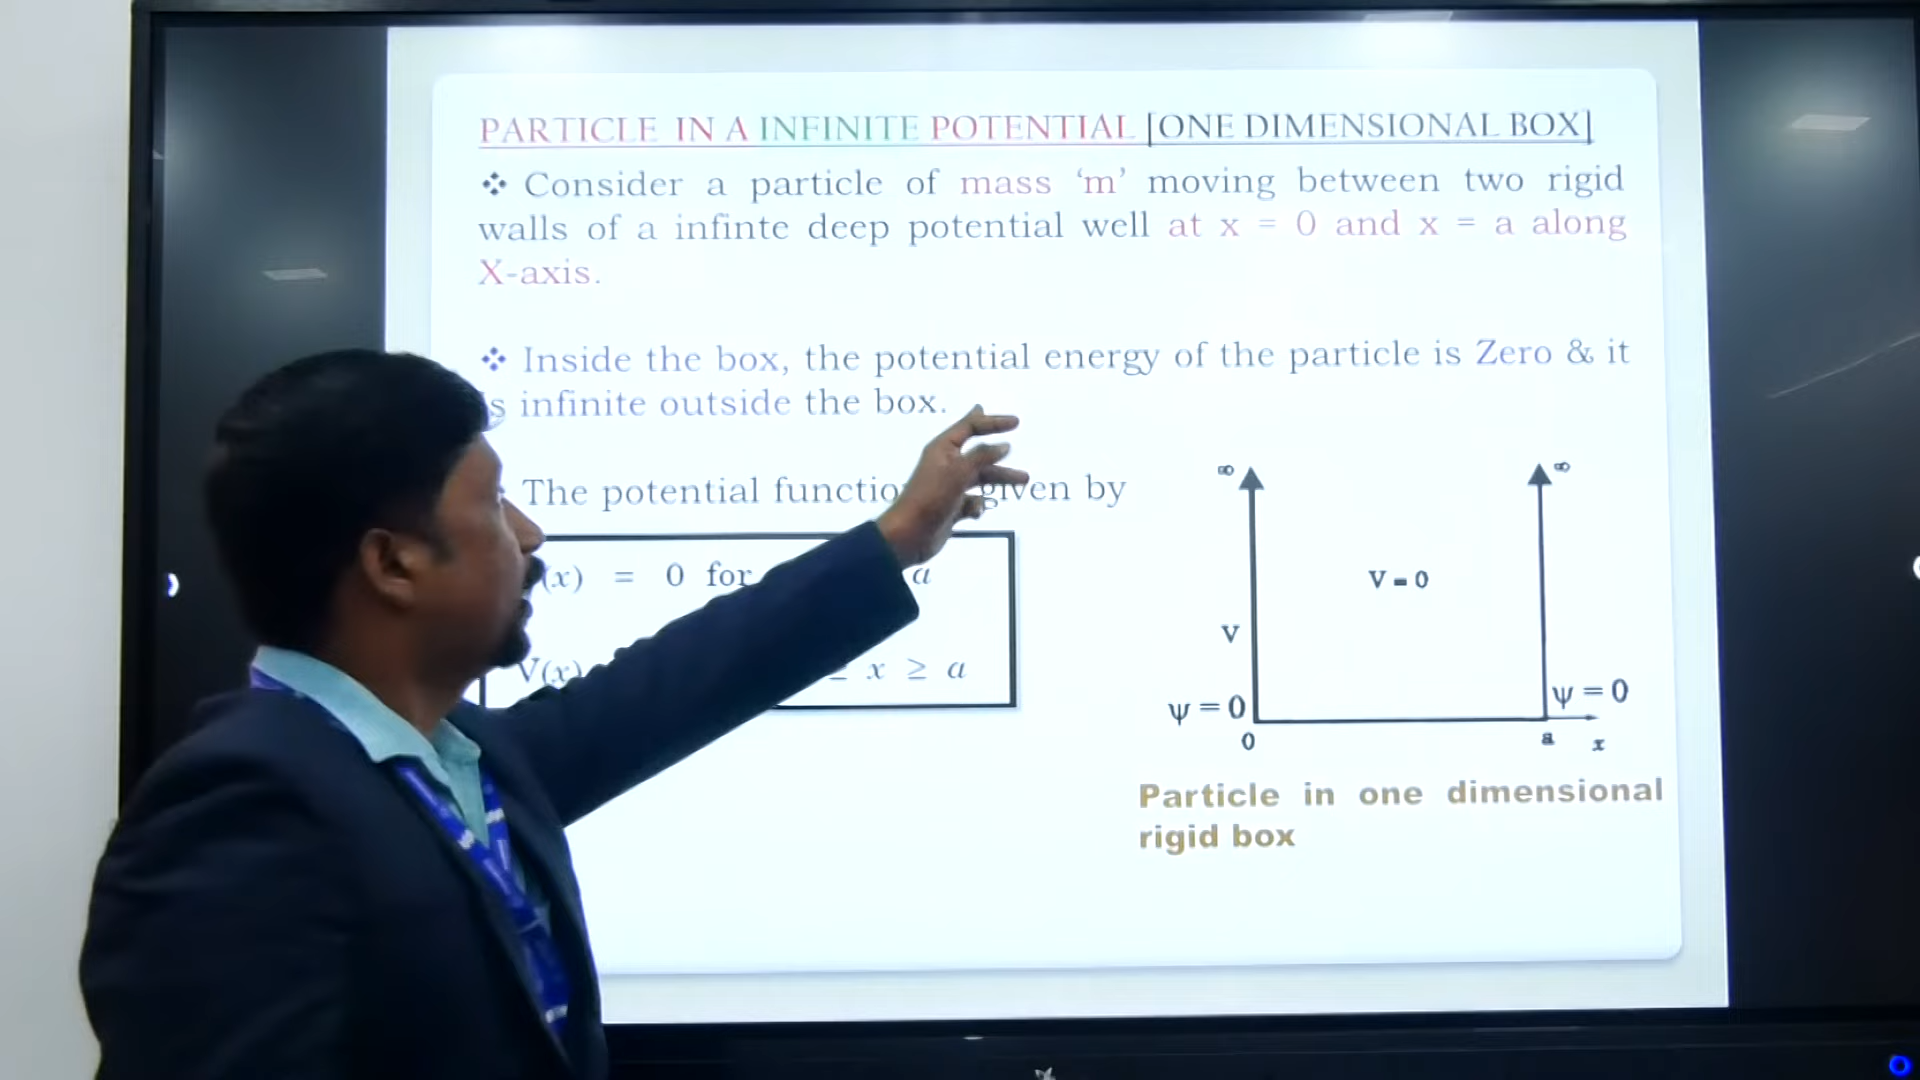 PARTICLE IN A INFINITE POTENTIAL [ONE DIMENSIONAL BOX]
❖ Consider a particle of mass ‘m’ moving between two rigid
walls of a infinte deep potential well at x = 0 and x = a along
X-axis.
❖ Inside the box, the potential energy of the particle is Zero & it
s infinite outside the box.
The potential given by
(x) = 0 for a
V(x) x ≥ a
∞ ∞
V = 0
V
ψ = 0 ψ = 0
0 a x
Particle in one dimensional
rigid box